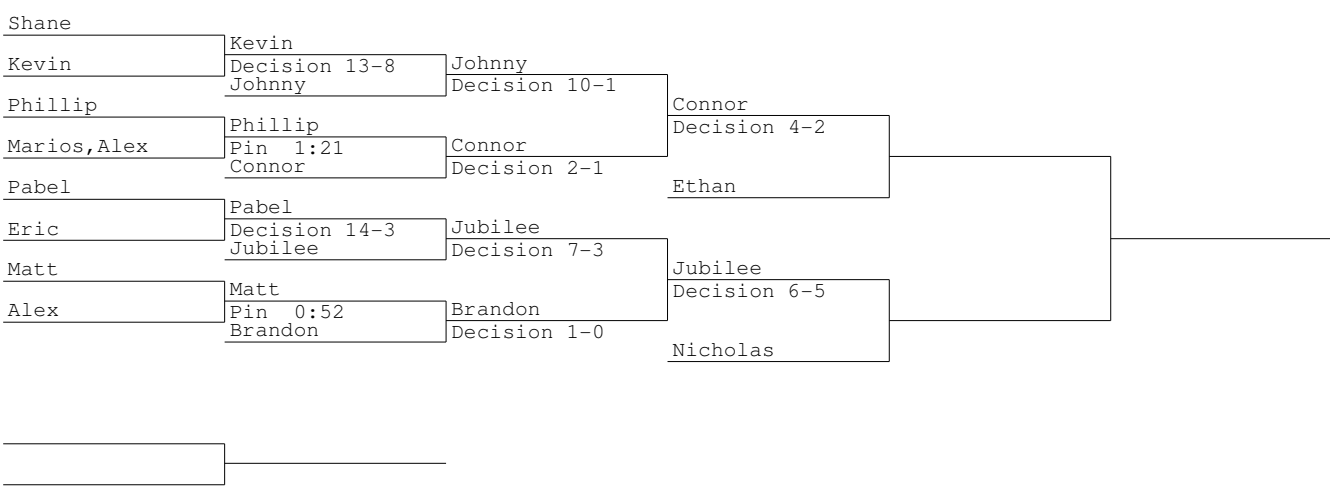 Shane
Kevin
Kevin
Decision 13-8
Johnny
Johnny
Decision 10-1
Phillip
Marios,Alex
Phillip
Pin  1:21
Connor
Connor
Decision 2-1
Connor
Decision 4-2
Ethan
Pabel
Eric
Pabel
Decision 14-3
Jubilee
Jubilee
Decision 7-3
Matt
Alex
Matt
Pin  0:52
Brandon
Brandon
Decision 1-0
Jubilee
Decision 6-5
Nicholas